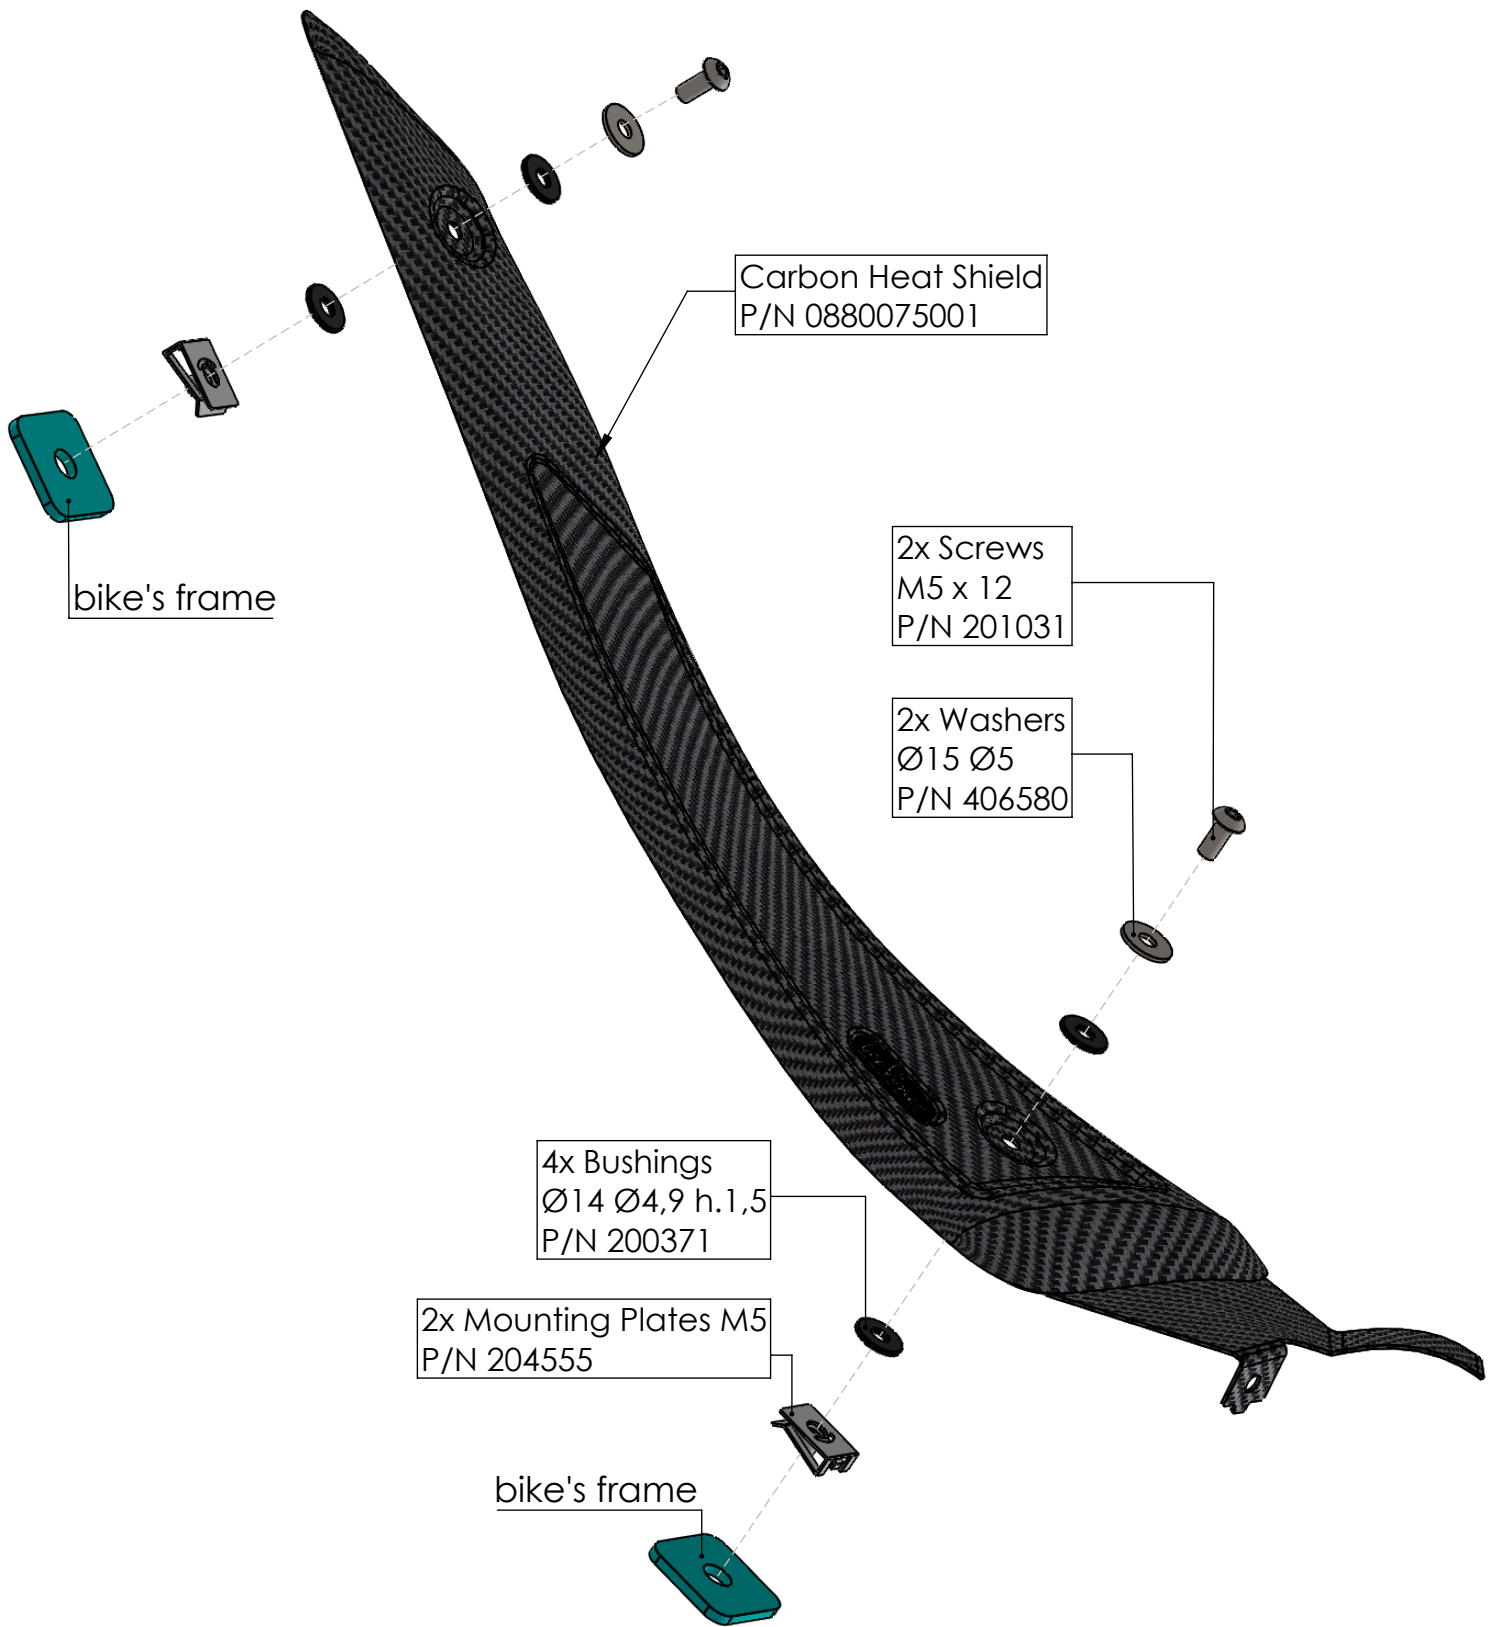 Carbon Heat Shield
P/N 0880075001
2x Screws
M5 x 12
P/N 201031
bike's frame
2x Washers
Ø15 Ø5
P/N 406580
4x Bushings
Ø14 Ø4,9 h.1,5
P/N 200371
2x Mounting Plates M5
P/N 204555
bike's frame